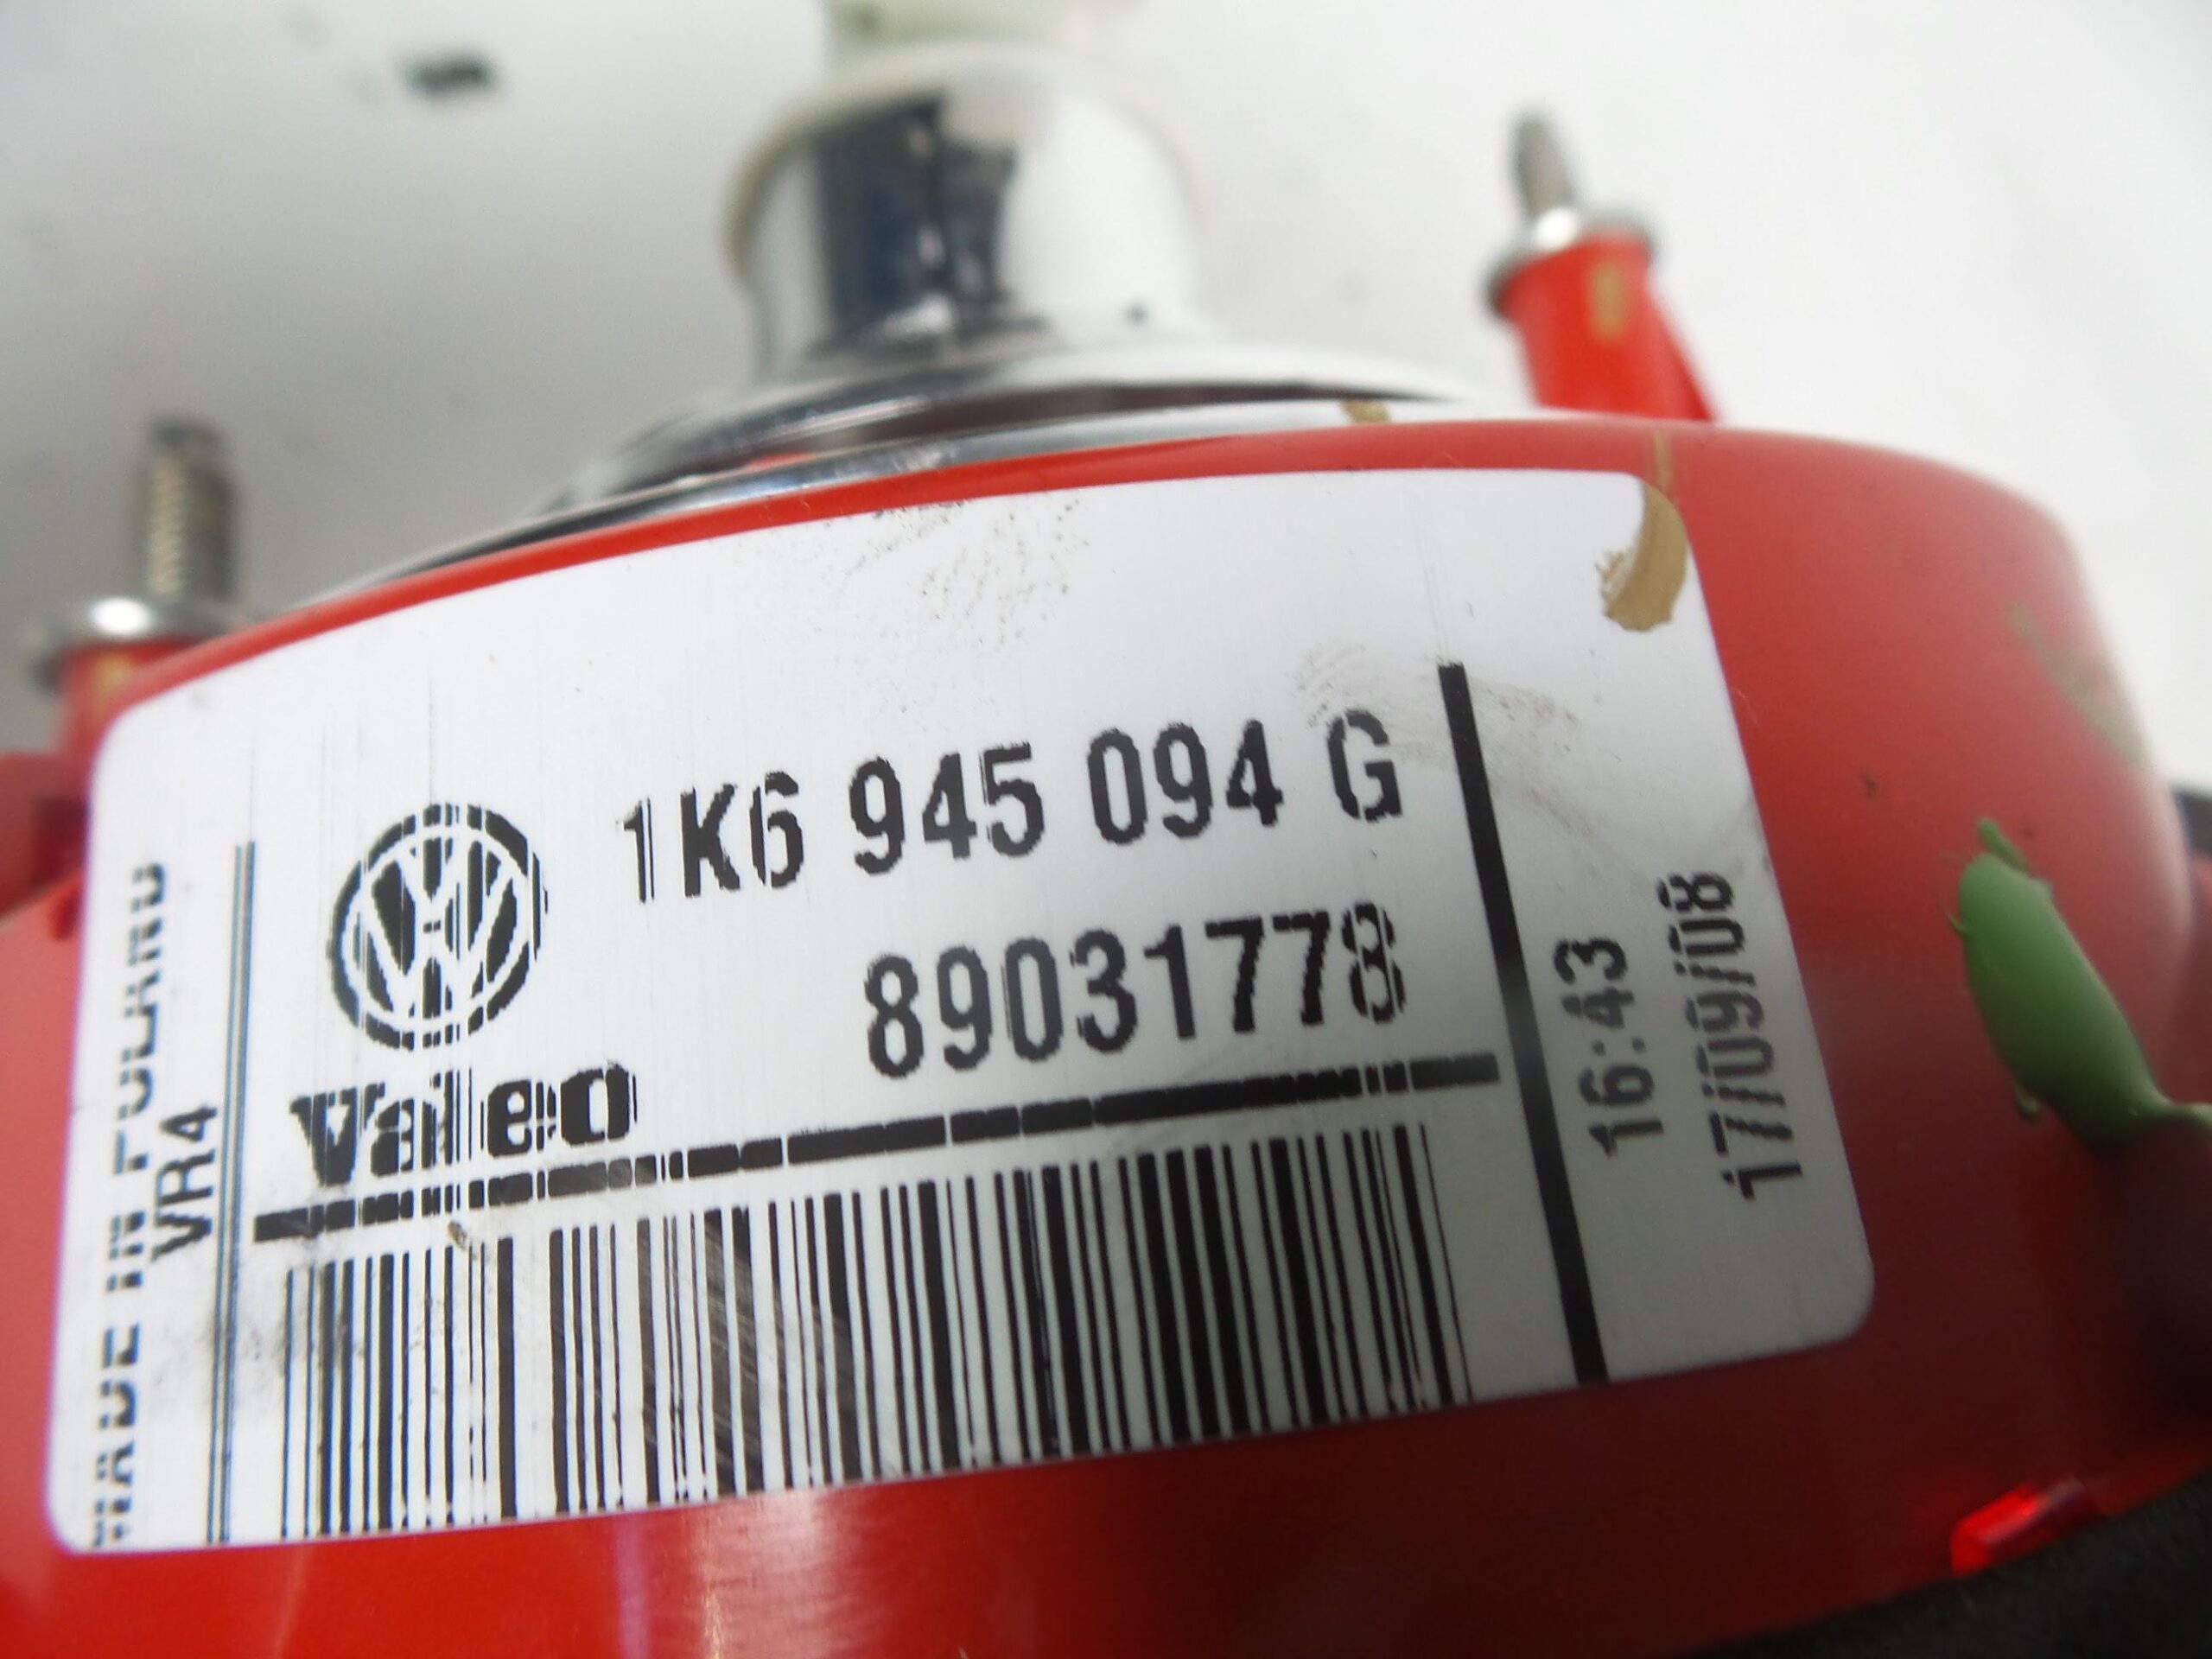 1K6 945 094 G
89031778
Valeo
MADE IN POLAND
VR4
16:43
17/09/08